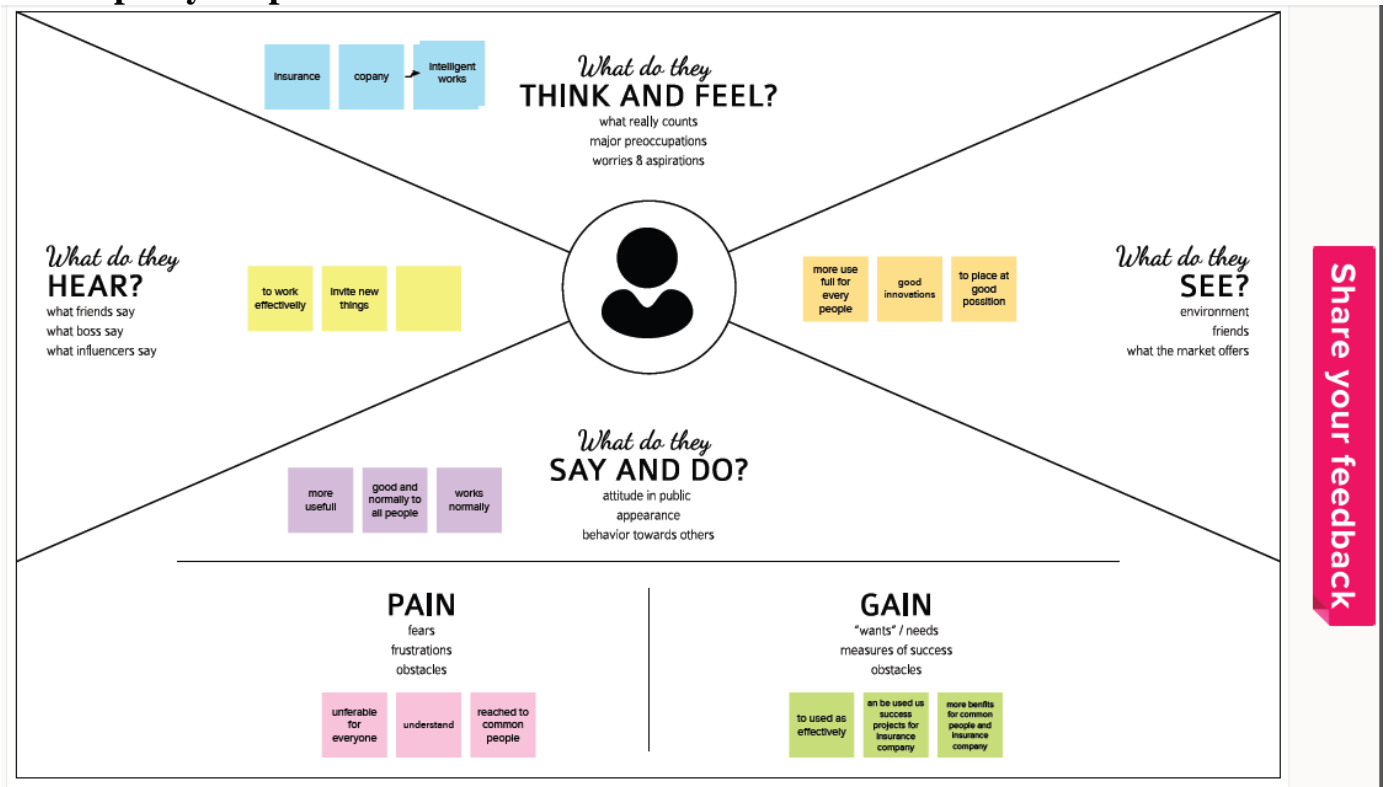 insurance
copany
intelligent
works
What do they
THINK AND FEEL?
what really counts
major preoccupations
worries & aspirations
What do they
HEAR?
what friends say
what boss say
what influencers say
to work
effectivelly
invite new
things
more use
full for
every
people
good
innovations
to place at
good
possition
What do they
SEE?
environment
friends
what the market offers
What do they
SAY AND DO?
attitude in public
appearance
behavior towards others
more
usefull
good and
normally to
all people
works
normally
PAIN
fears
frustrations
obstacles
unferable
for
everyone
understand
reached to
common
people
GAIN
"wants" / needs
measures of success
obstacles
to used as
effectively
an be used us
success
projects for
insurance
company
more benfits
for common
people and
insurance
company
Share your feedback